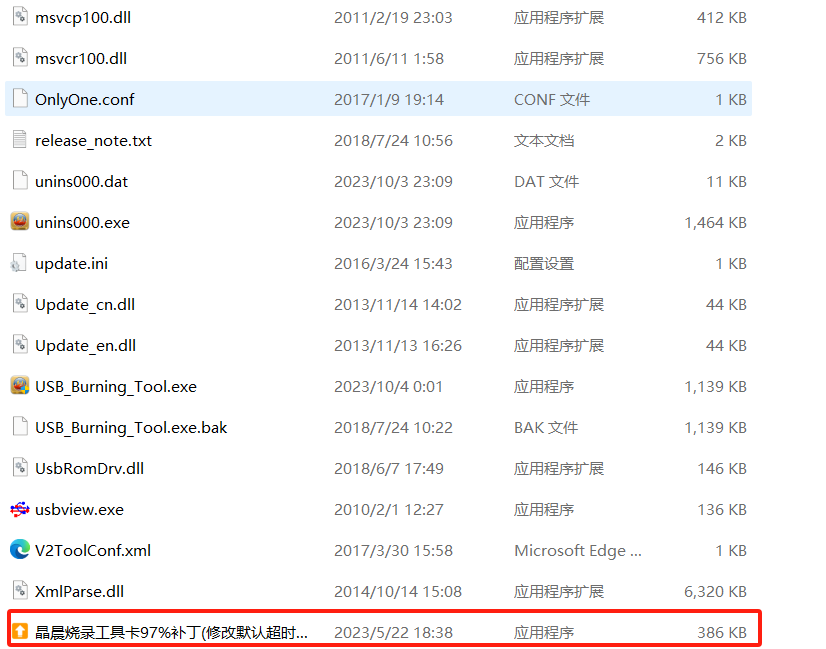 msvcp100.dll 2011/2/19 23:03 应用程序扩展 412 KB
msvcr100.dll 2011/6/11 1:58 应用程序扩展 756 KB
OnlyOne.conf 2017/1/9 19:14 CONF 文件 1 KB
release_note.txt 2018/7/24 10:56 文本文档 2 KB
unins000.dat 2023/10/3 23:09 DAT 文件 11 KB
unins000.exe 2023/10/3 23:09 应用程序 1,464 KB
update.ini 2016/3/24 15:43 配置设置 1 KB
Update_cn.dll 2013/11/14 14:02 应用程序扩展 44 KB
Update_en.dll 2013/11/13 16:26 应用程序扩展 44 KB
USB_Burning_Tool.exe 2023/10/4 0:01 应用程序 1,139 KB
USB_Burning_Tool.exe.bak 2018/7/24 10:22 BAK 文件 1,139 KB
UsbRomDrv.dll 2018/6/7 17:49 应用程序扩展 146 KB
usbview.exe 2010/2/1 12:27 应用程序 136 KB
V2ToolConf.xml 2017/3/30 15:58 Microsoft Edge ... 1 KB
XmlParse.dll 2014/10/14 15:08 应用程序扩展 6,320 KB
晶晨烧录工具卡97%补丁(修改默认超时... 2023/5/22 18:38 应用程序 386 KB